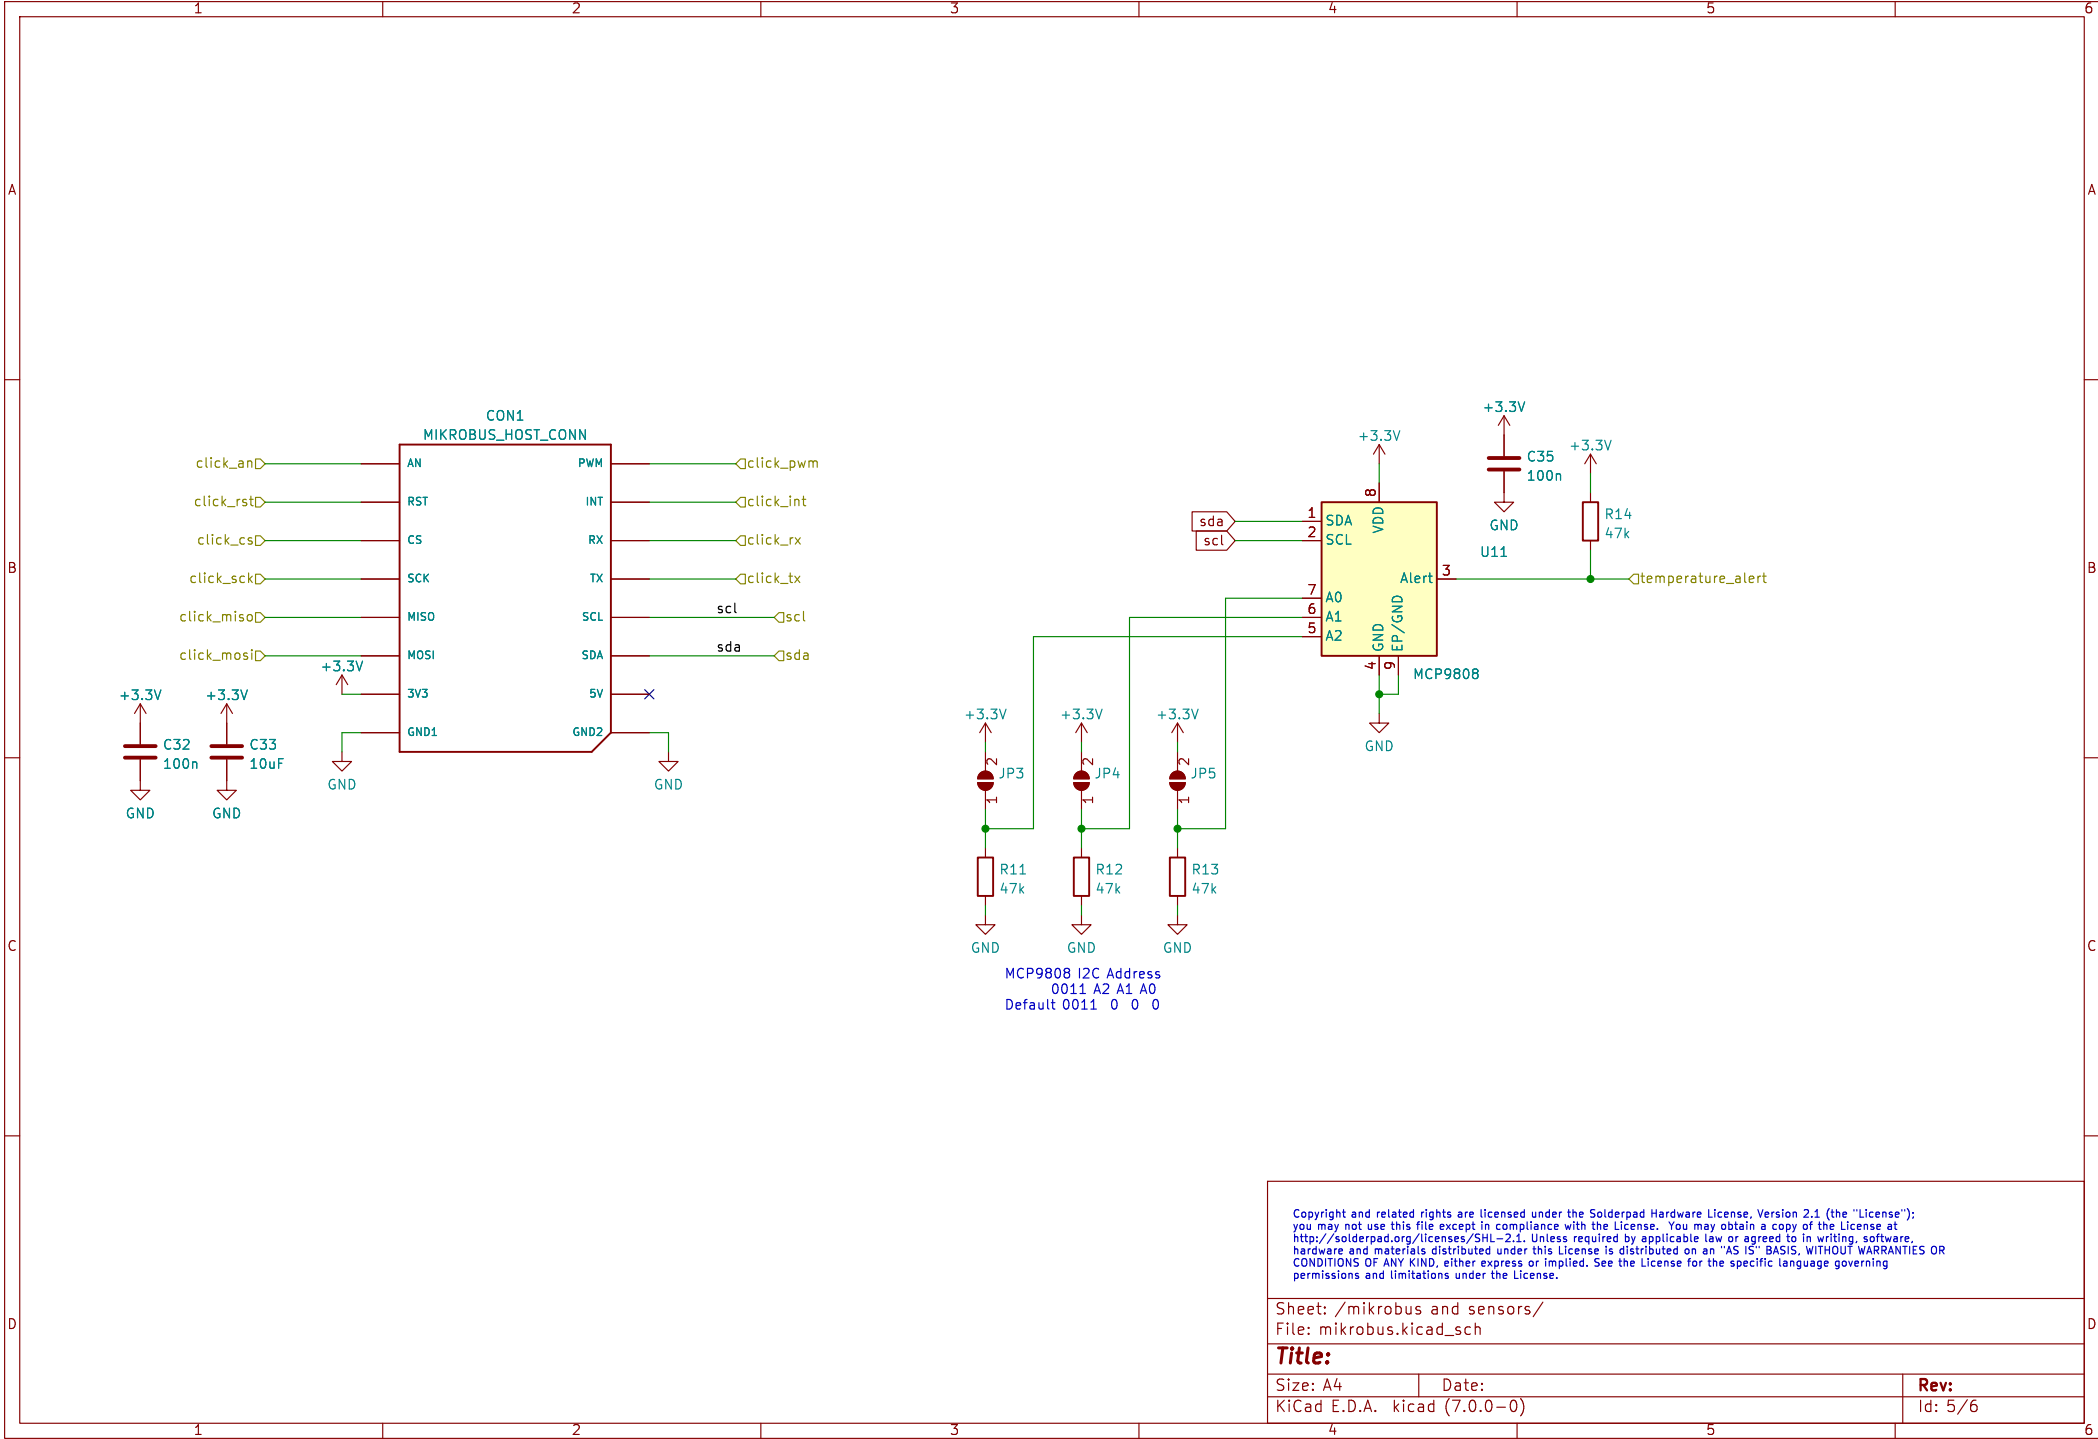 1 2 3 4 5 6
A A
B B
C C
D D
CON1
MIKROBUS_HOST_CONN
click_an AN PWM click_pwm
click_rst RST INT click_int
click_cs CS RX click_rx
click_sck SCK TX click_tx
click_miso MISO SCL scl scl
click_mosi MOSI SDA sda sda
+3.3V 3V3 5V
GND1 GND2
GND GND
+3.3V +3.3V
C32 C33
100n 10uF
GND GND
+3.3V
+3.3V
+3.3V
C35
100n
GND
R14
47k
U11
sda 1 SDA 8 VDD
scl 2 SCL
3 Alert temperature_alert
7 A0
6 A1
5 A2
GND EP/GND
4 9
MCP9808
GND
+3.3V +3.3V +3.3V
2 JP3 2 JP4 2 JP5
1 1 1
R11 R12 R13
47k 47k 47k
GND GND GND
MCP9808 I2C Address
0011 A2 A1 A0
Default 0011 0 0 0
Copyright and related rights are licensed under the Solderpad Hardware License, Version 2.1 (the "License");
you may not use this file except in compliance with the License. You may obtain a copy of the License at
http://solderpad.org/licenses/SHL-2.1. Unless required by applicable law or agreed to in writing, software,
hardware and materials distributed under this License is distributed on an "AS IS" BASIS, WITHOUT WARRANTIES OR
CONDITIONS OF ANY KIND, either express or implied. See the License for the specific language governing
permissions and limitations under the License.
Sheet: /mikrobus and sensors/
File: mikrobus.kicad_sch
Title:
Size: A4 Date: Rev:
KiCad E.D.A. kicad (7.0.0-0) Id: 5/6
1 2 3 4 5 6